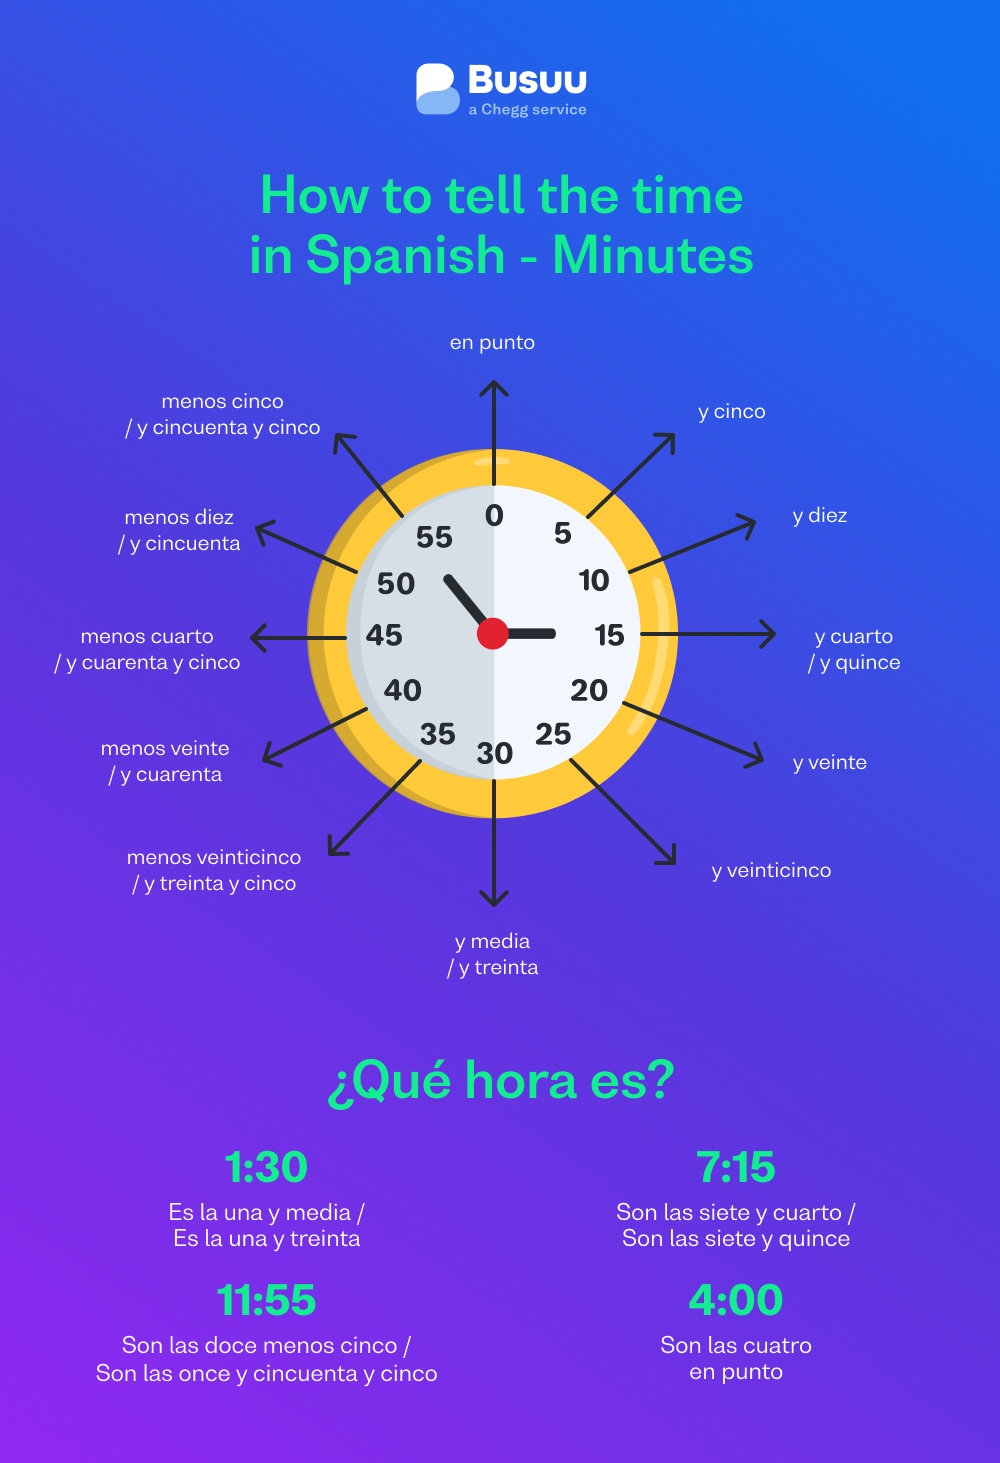 Busuu
a Chegg service
How to tell the time
in Spanish - Minutes
en punto
menos cinco
/ y cincuenta y cinco
y cinco
menos diez
/ y cincuenta
y diez
menos cuarto
/ y cuarenta y cinco
y cuarto
/ y quince
menos veinte
/ y cuarenta
y veinte
menos veinticinco
/ y treinta y cinco
y veinticinco
y media
/ y treinta
0
5
10
15
20
25
30
35
40
45
50
55
¿Qué hora es?
1:30
Es la una y media /
Es la una y treinta
7:15
Son las siete y cuarto /
Son las siete y quince
11:55
Son las doce menos cinco /
Son las once y cincuenta y cinco
4:00
Son las cuatro
en punto